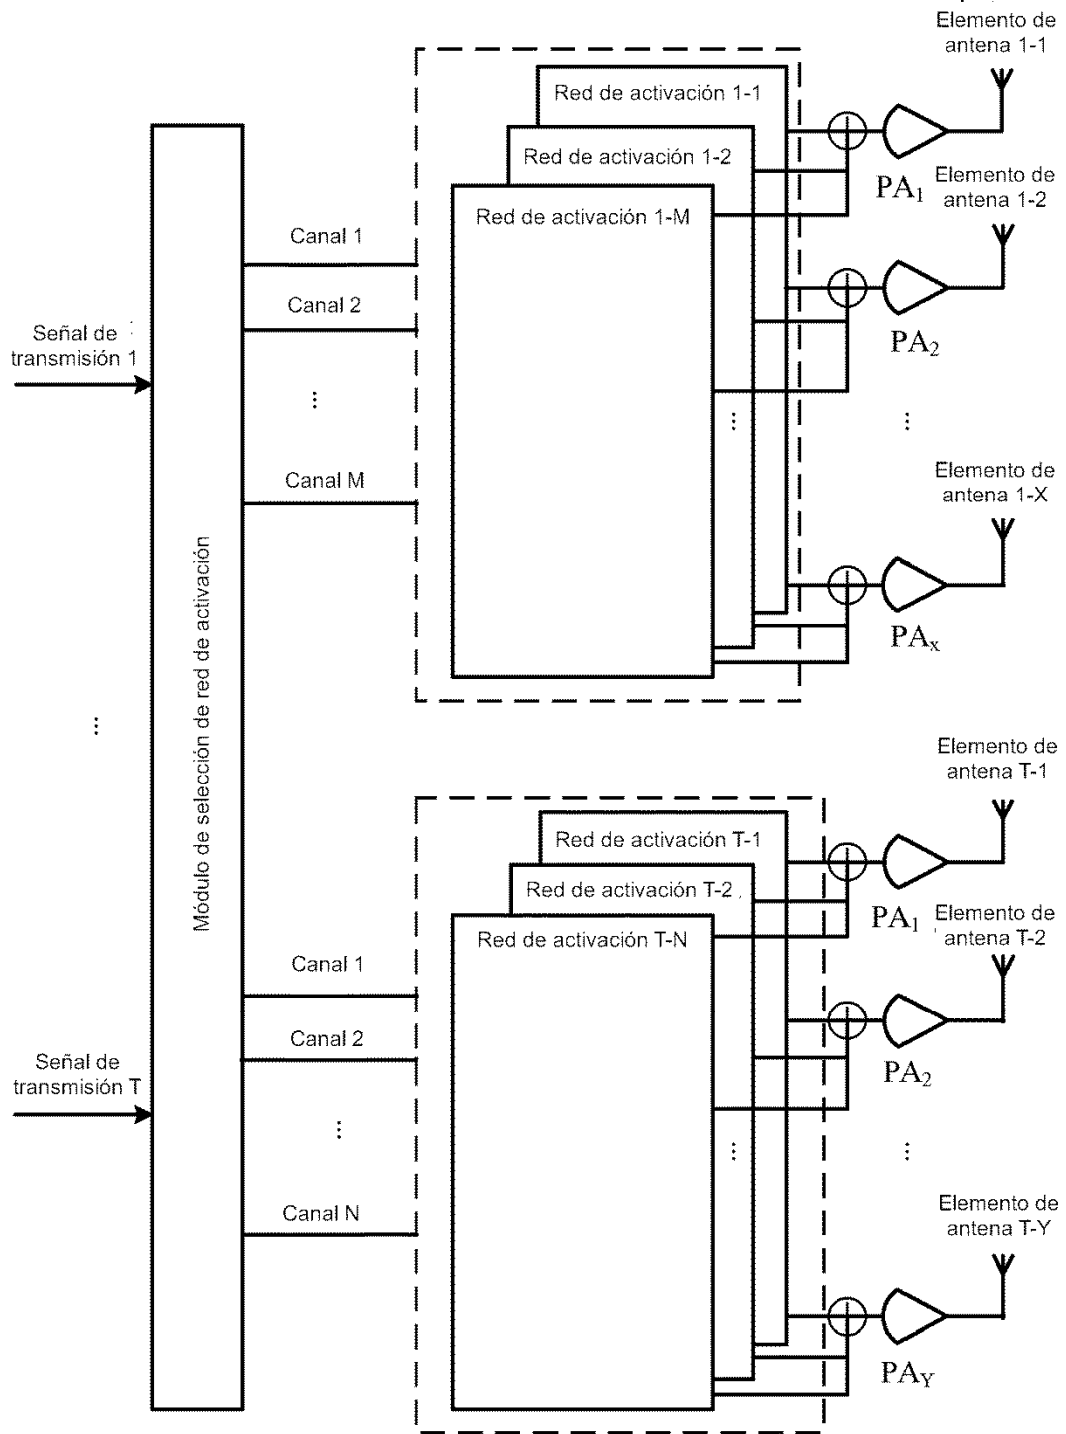 Elemento de
antena 1-1
Red de activación 1-1
Red de activación 1-2
Red de activación 1-M
PA1
Elemento de
antena 1-2
Canal 1
Canal 2
Señal de
transmisión 1
PA2
...
...
...
Canal M
Elemento de
antena 1-X
Módulo de selección de red de activación
PAx
...
Elemento de
antena T-1
Red de activación T-1
Red de activación T-2
Red de activación T-N
PA1
Elemento de
antena T-2
Canal 1
Canal 2
Señal de
transmisión T
PA2
...
...
...
Canal N
Elemento de
antena T-Y
PAY